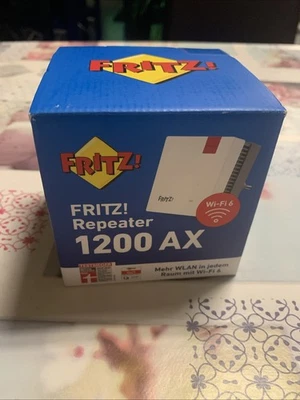 FRITZ!
FRITZ!
FRITZ!
Repeater
1200 AX
Wi-Fi 6
Mehr WLAN in jedem
Raum mit Wi-Fi 6